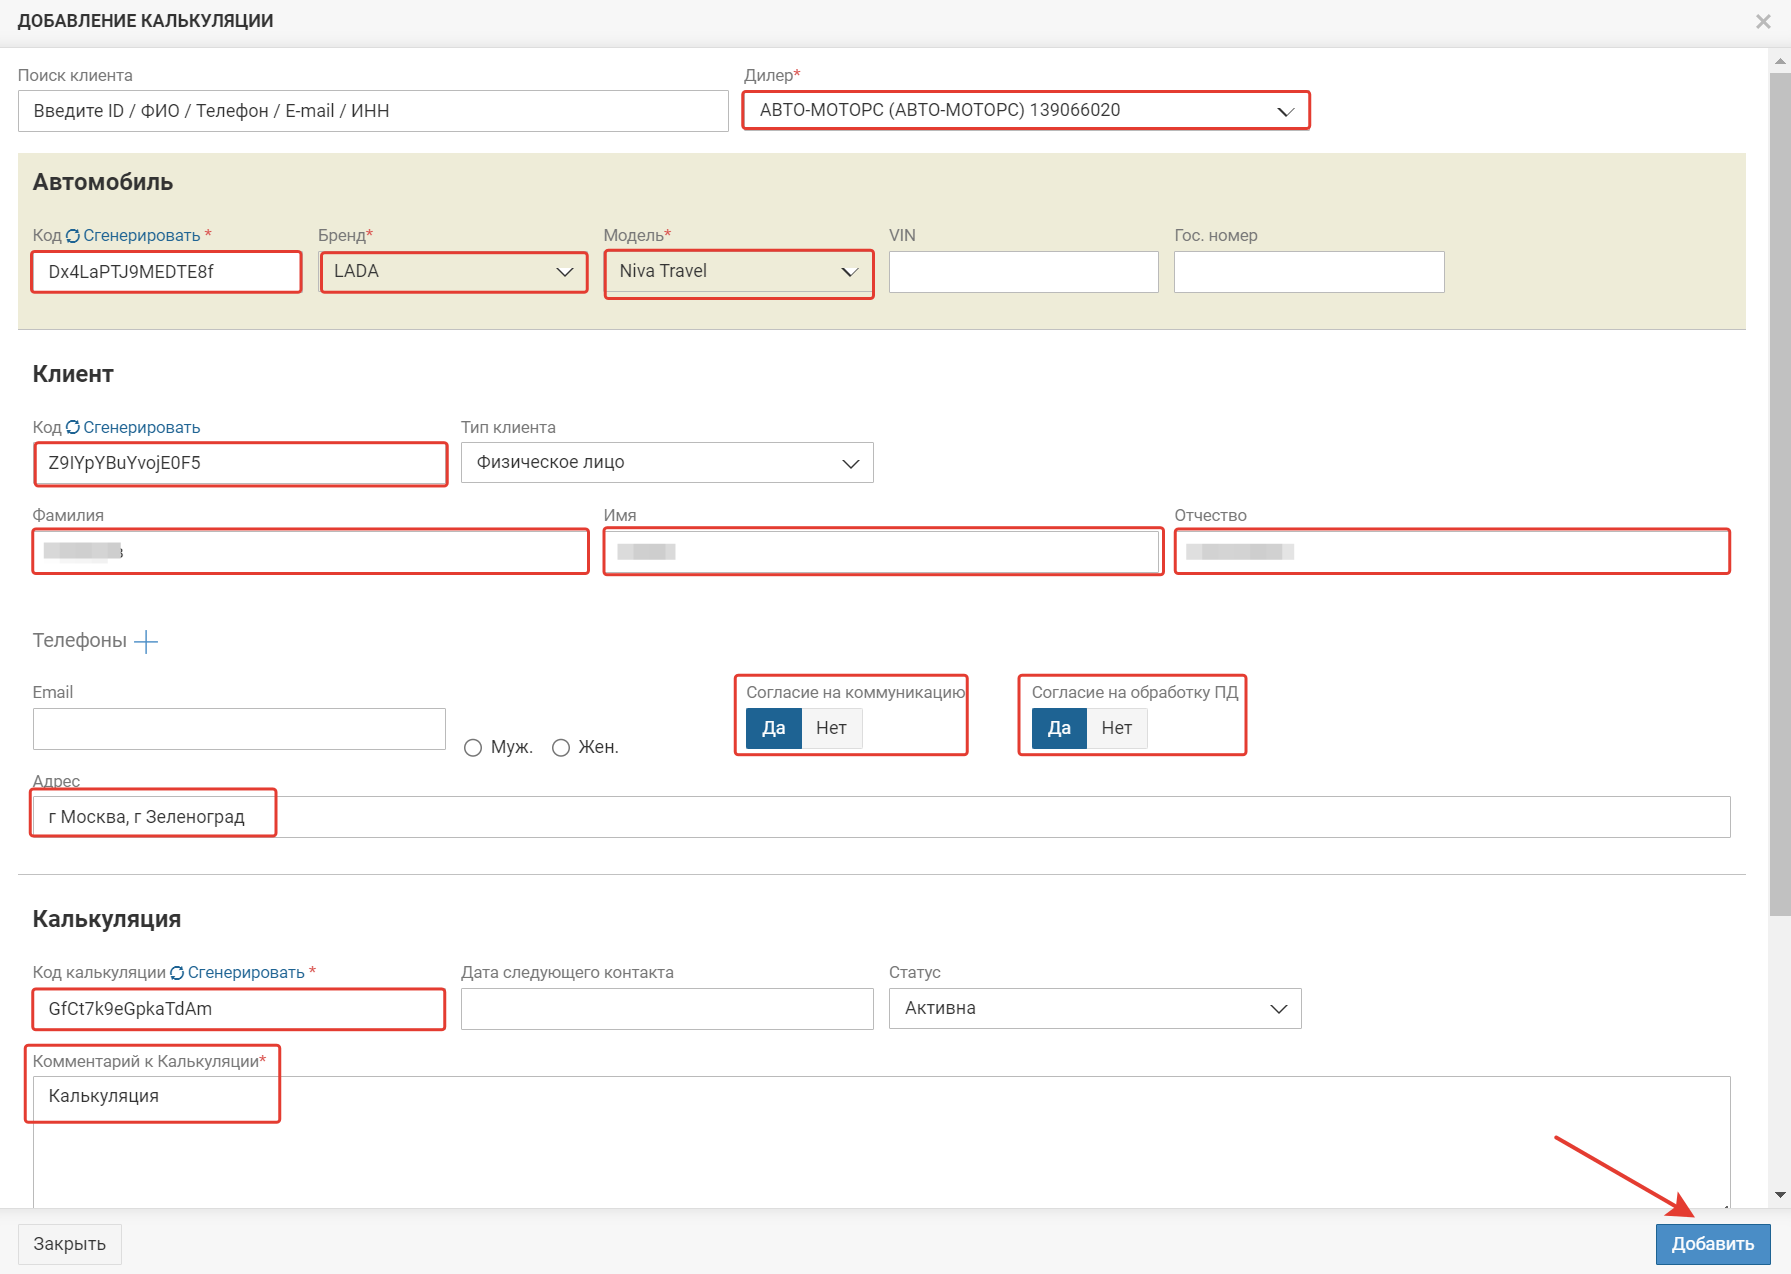 ДОБАВЛЕНИЕ КАЛЬКУЛЯЦИИ
Поиск клиента
Дилер*
Введите ID / ФИО / Телефон / E-mail / ИНН
АВТО-МОТОРС (АВТО-МОТОРС) 139066020
Автомобиль
Код Сгенерировать *
Бренд*
Модель*
VIN
Гос. номер
Dx4LaPTJ9MEDTE8f
LADA
Niva Travel
Клиент
Код Сгенерировать
Тип клиента
Z9lYpYBuYvojE0F5
Физическое лицо
Фамилия
Имя
Отчество
Телефоны
Email
Согласие на коммуникацию
Согласие на обработку ПД
Муж.
Жен.
Да
Нет
Да
Нет
Адрес
г Москва, г Зеленоград
Калькуляция
Код калькуляции Сгенерировать *
Дата следующего контакта
Статус
GfCt7k9eGpkaTdAm
Активна
Комментарий к Калькуляции*
Калькуляция
Закрыть
Добавить